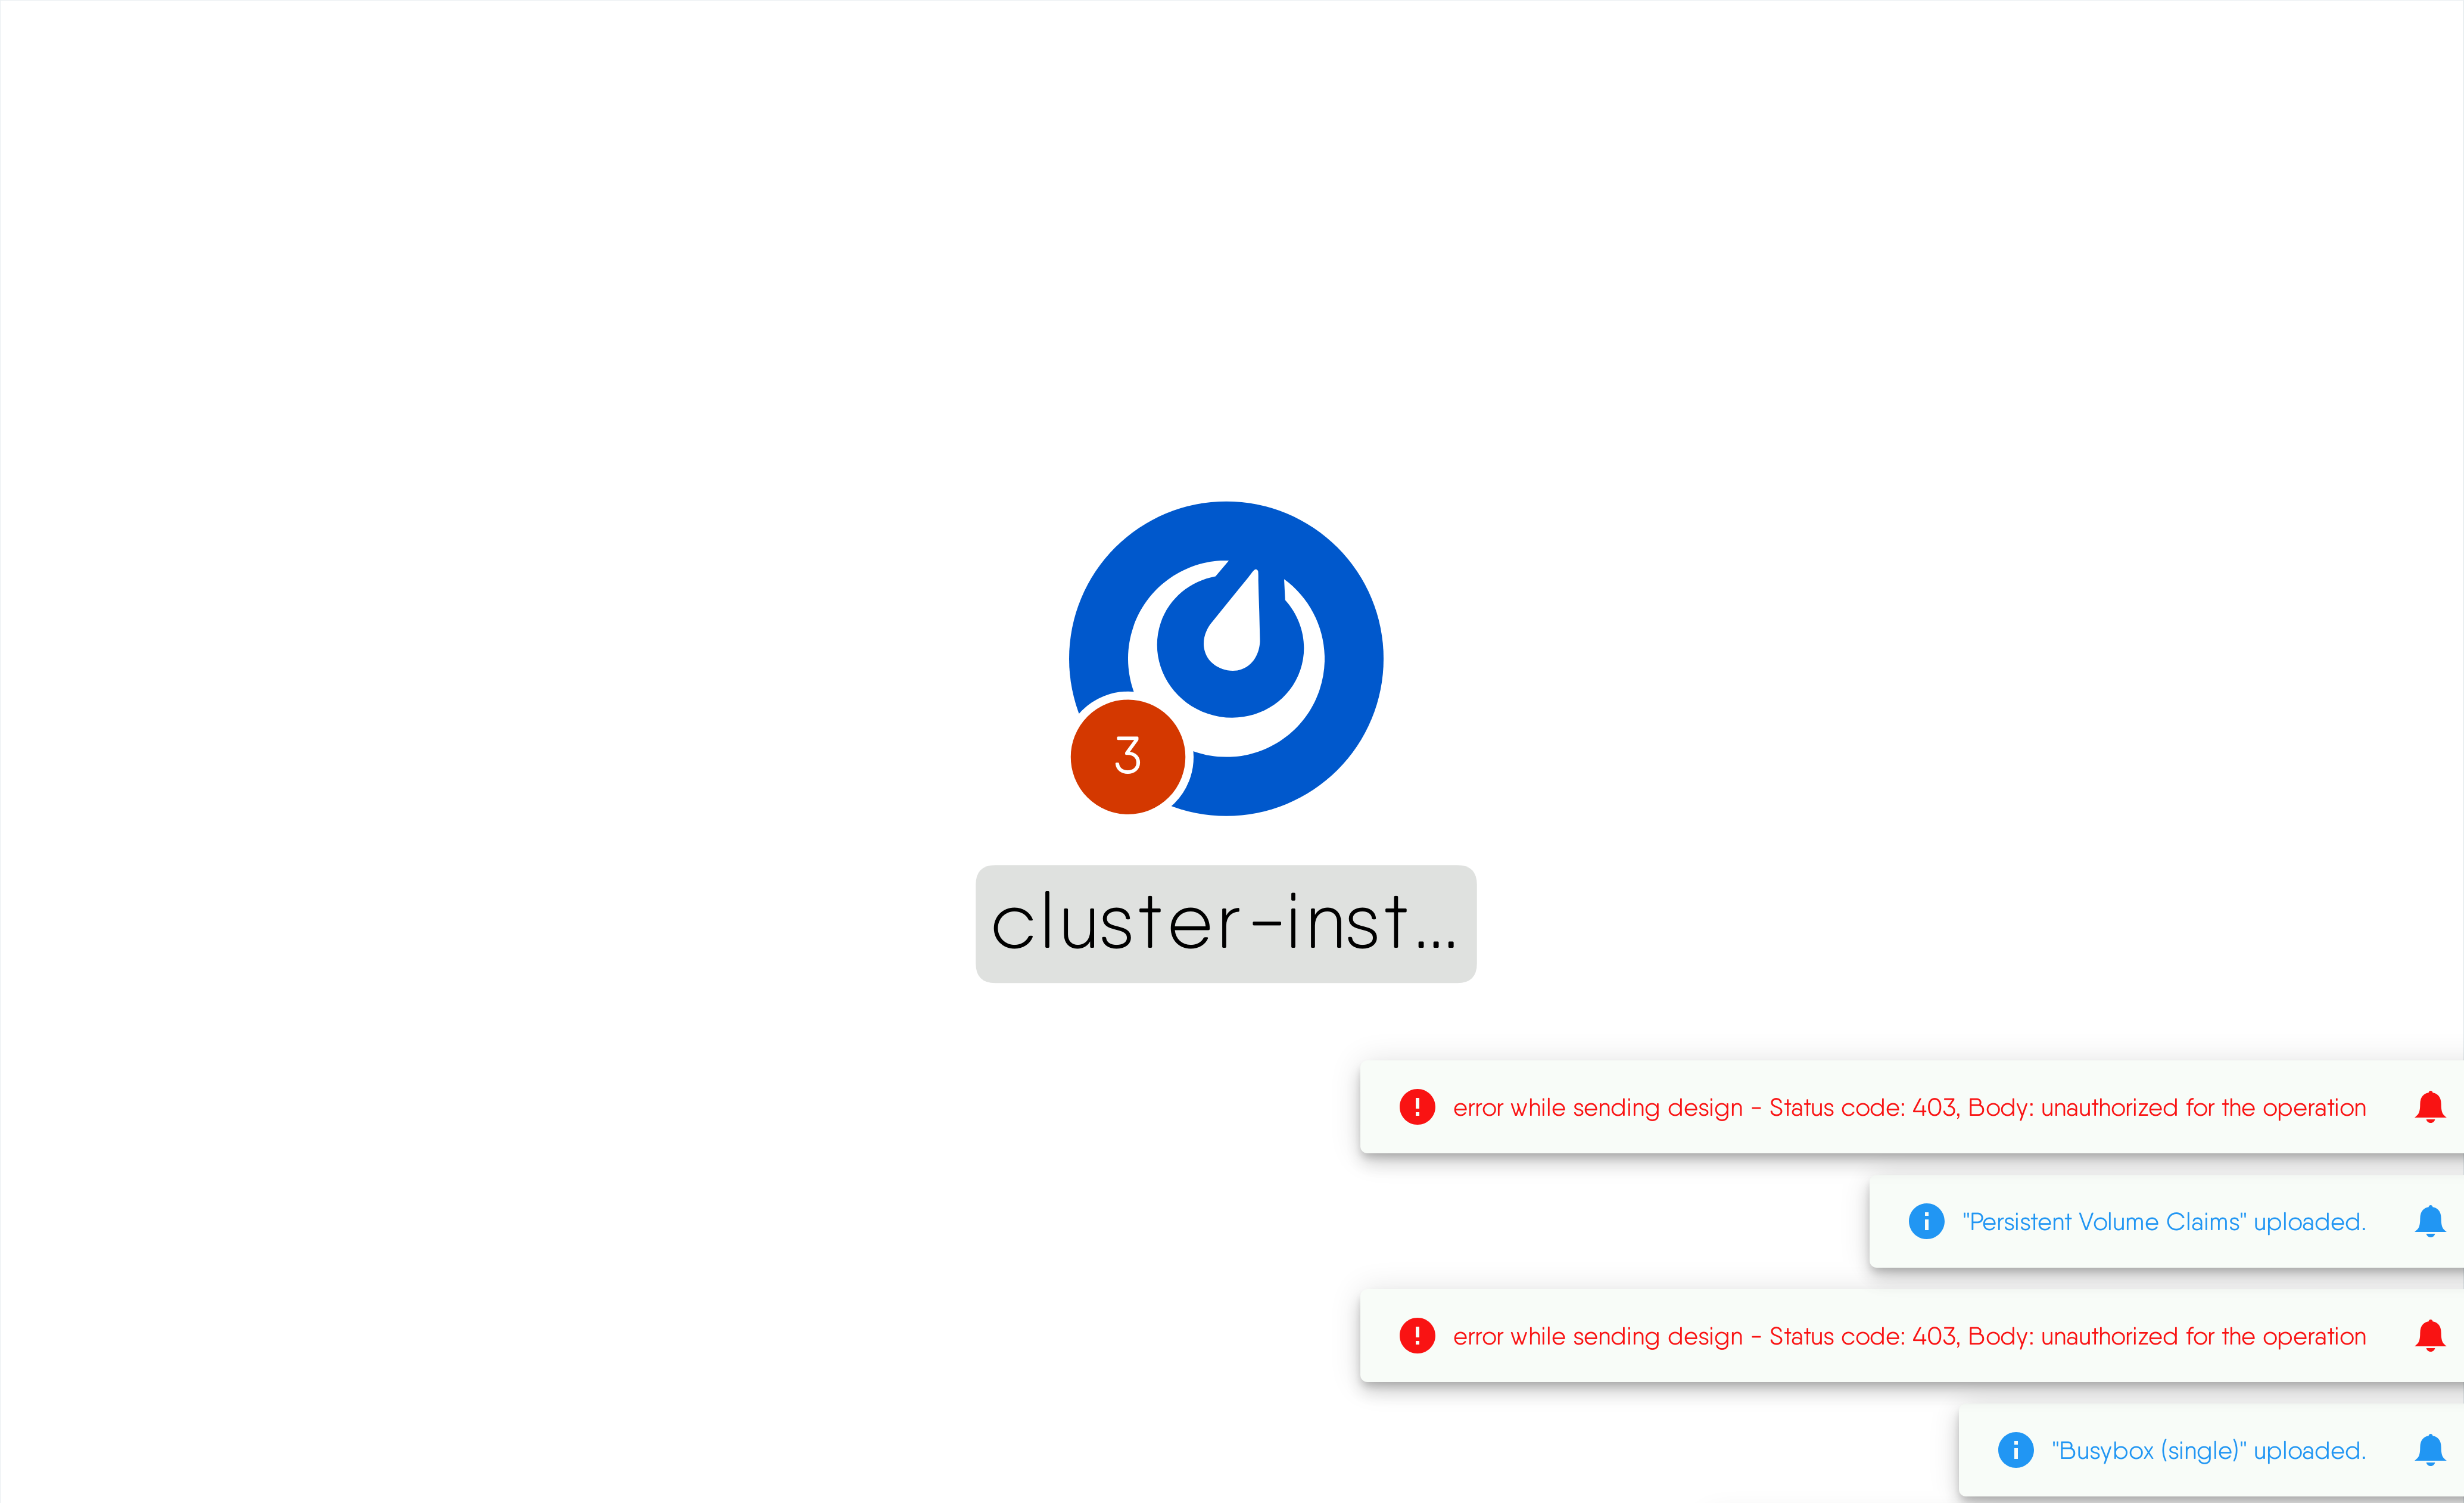 3
cluster-inst...
error while sending design - Status code: 403, Body: unauthorized for the operation
"Persistent Volume Claims" uploaded.
error while sending design - Status code: 403, Body: unauthorized for the operation
"Busybox (single)" uploaded.